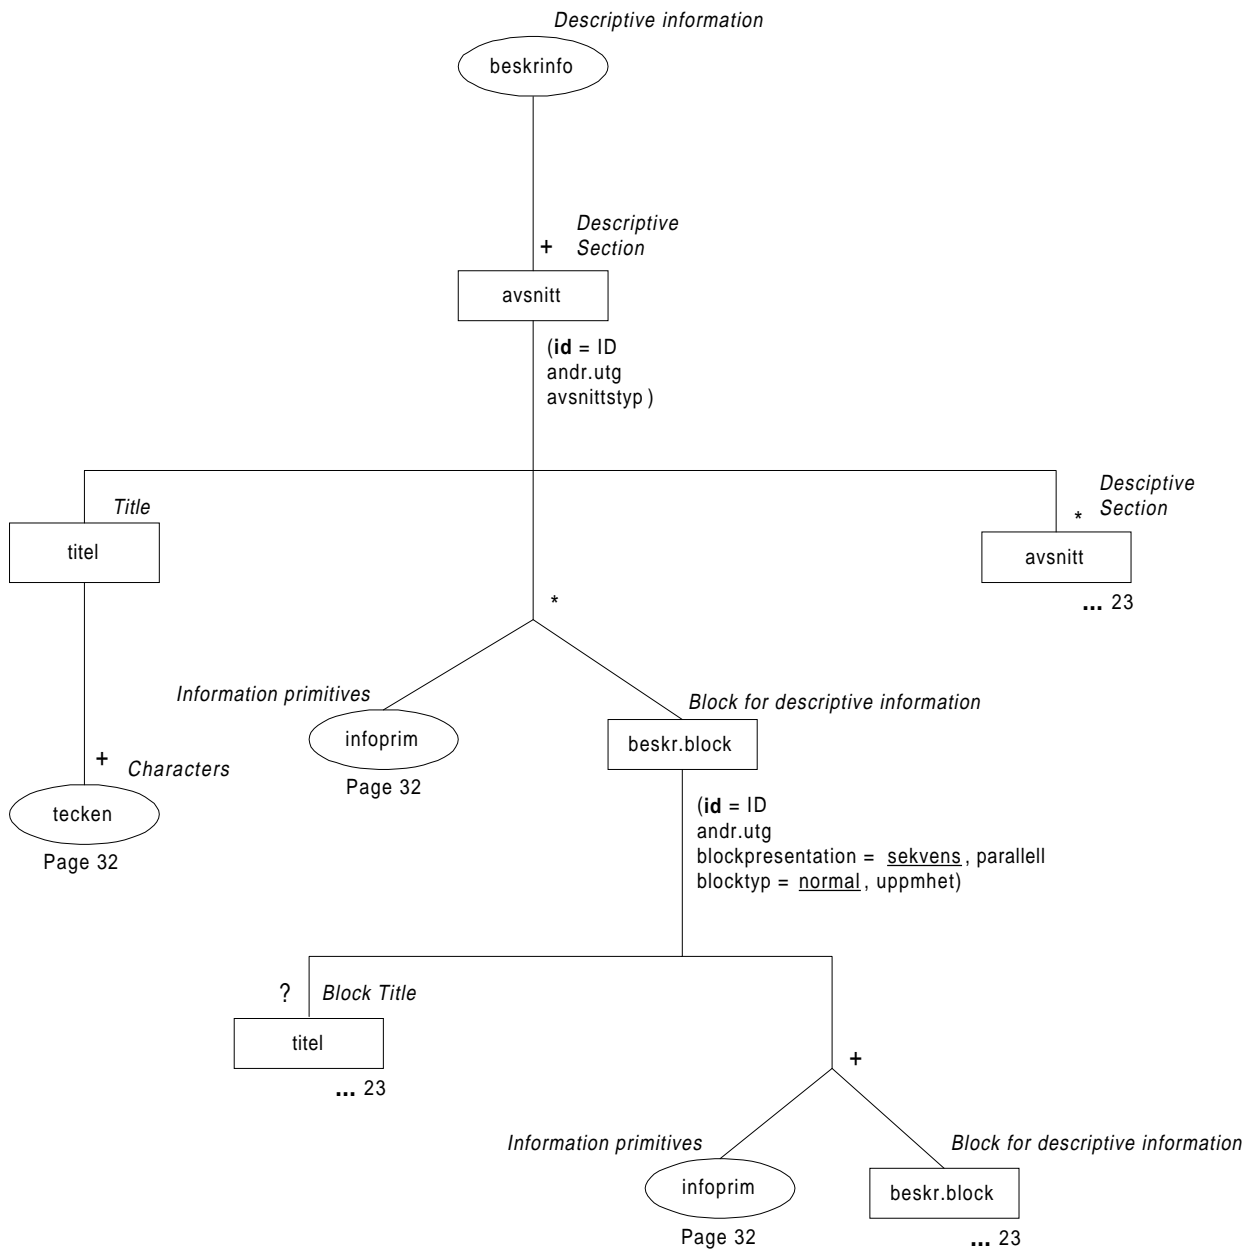 Descriptive information
beskrinfo
Descriptive
+ Section
avsnitt
(id = ID
andr.utg
avsnittstyp )
Title
titel
Desciptive
* Section
avsnitt
... 23
*
Information primitives
infoprim
Page 32
Block for descriptive information
beskr.block
+ Characters
tecken
Page 32
(id = ID
andr.utg
blockpresentation = sekvens, parallell
blocktyp = normal, uppmhet)
? Block Title
titel
... 23
+
Information primitives
infoprim
Page 32
Block for descriptive information
beskr.block
... 23